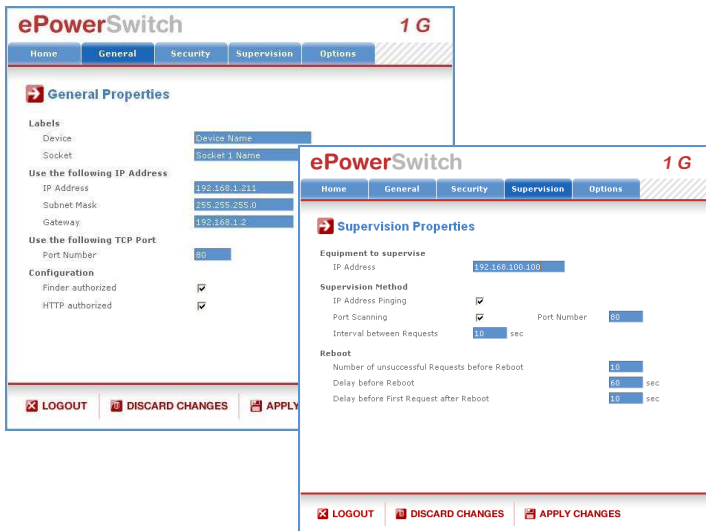 ePowerSwitch 1 G
Home General Security Supervision Options
General Properties
Labels
Device Device Name
Socket Socket 1 Name
Use the following IP Address
IP Address 192.168.1.211
Subnet Mask 255.255.255.0
Gateway 192.168.1.2
Use the following TCP Port
Port Number 80
Configuration
Finder authorized
HTTP authorized
LOGOUT DISCARD CHANGES APPLY
ePowerSwitch 1 G
Home General Security Supervision Options
Supervision Properties
Equipment to supervise
IP Address 192.168.100.100
Supervision Method
IP Address Pinging
Port Scanning Port Number 80
Interval between Requests 10 sec
Reboot
Number of unsuccessful Requests before Reboot 10
Delay before Reboot 60 sec
Delay before First Request after Reboot 10 sec
LOGOUT DISCARD CHANGES APPLY CHANGES